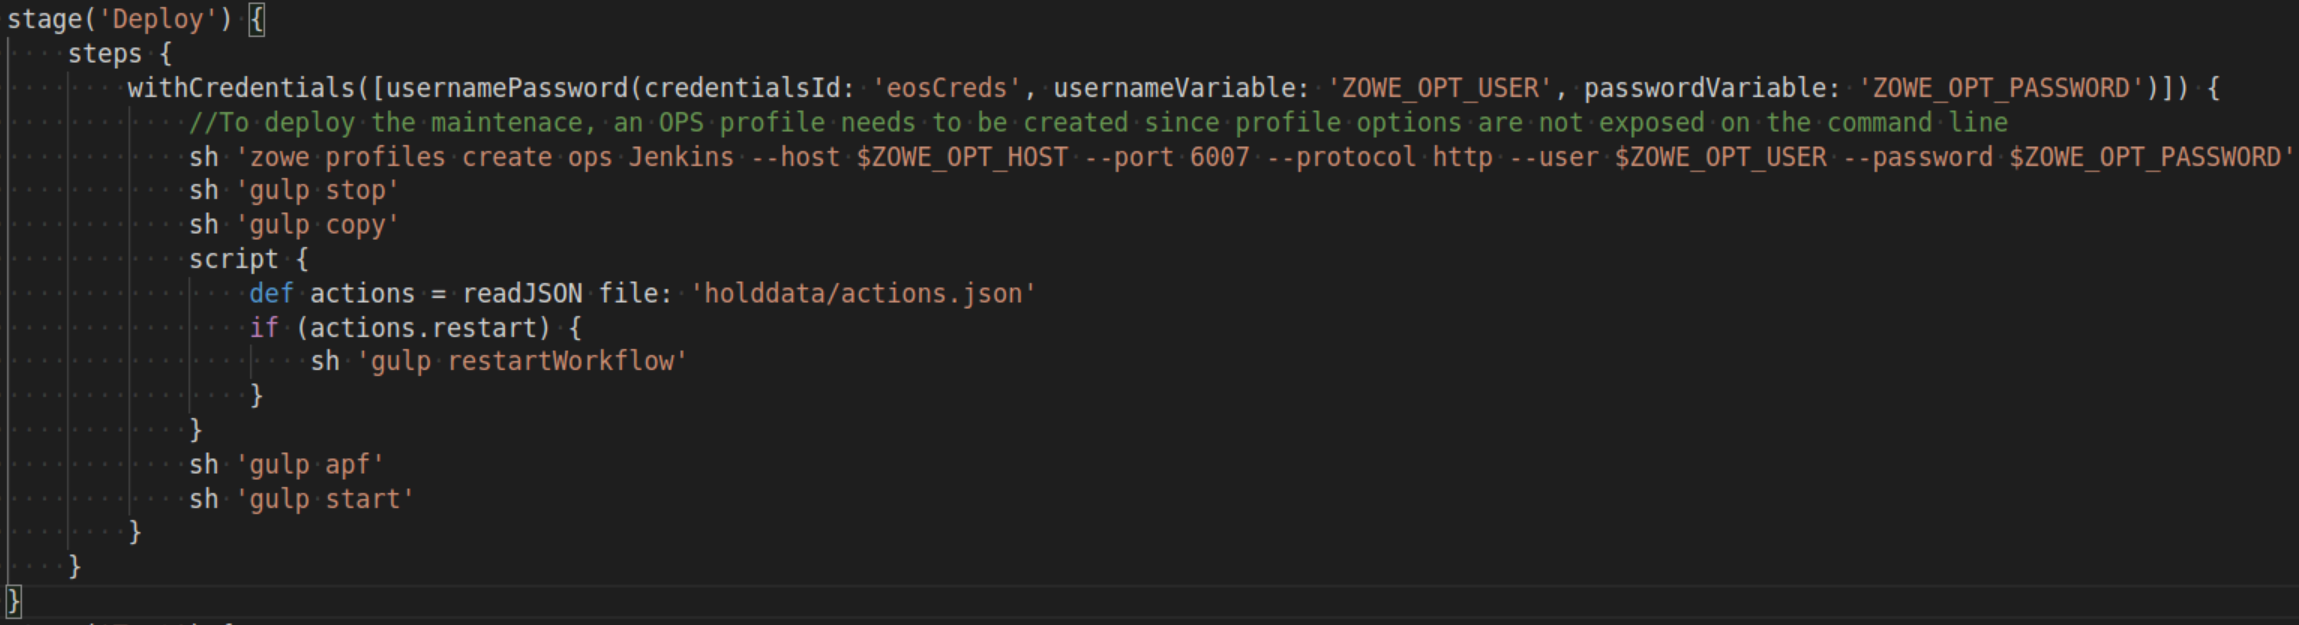 stage('Deploy') {
    steps {
        withCredentials([usernamePassword(credentialsId: 'eosCreds', usernameVariable: 'ZOWE_OPT_USER', passwordVariable: 'ZOWE_OPT_PASSWORD')]) {
            //To deploy the maintenace, an OPS profile needs to be created since profile options are not exposed on the command line
            sh 'zowe profiles create ops Jenkins --host $ZOWE_OPT_HOST --port 6007 --protocol http --user $ZOWE_OPT_USER --password $ZOWE_OPT_PASSWORD'
            sh 'gulp stop'
            sh 'gulp copy'
            script {
                def actions = readJSON file: 'holddata/actions.json'
                if (actions.restart) {
                    sh 'gulp restartWorkflow'
                }
            }
            sh 'gulp apf'
            sh 'gulp start'
        }
    }
}